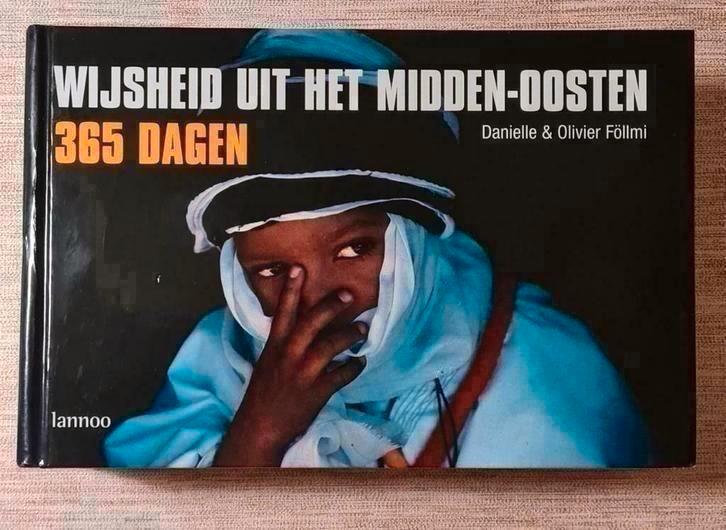 WIJSHEID UIT HET MIDDEN-OOSTEN
365 DAGEN
Danielle & Olivier Föllmi
lannoo